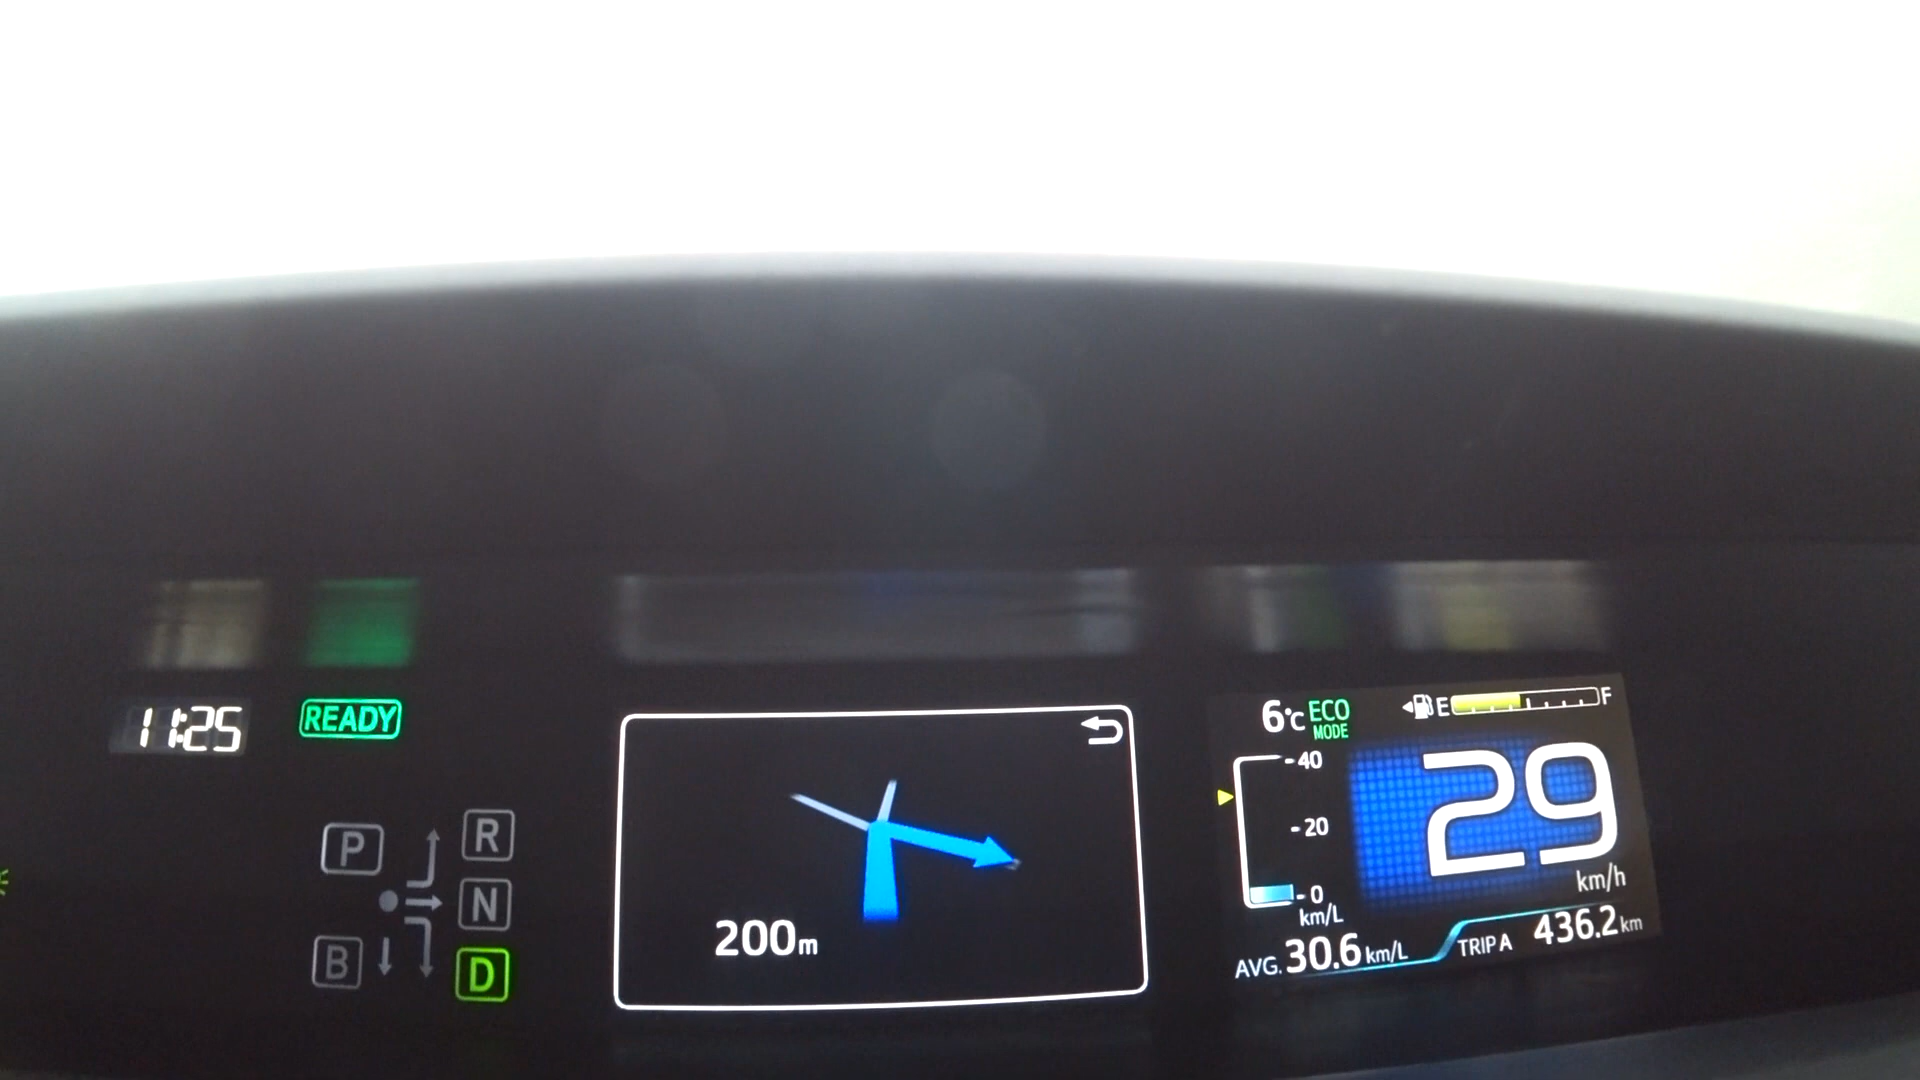 11:25
READY
P
R
N
B
D
200m
6°C ECO MODE
E F
40
20
0
km/L
29
km/h
AVG. 30.6 km/L
TRIP A 436.2 km